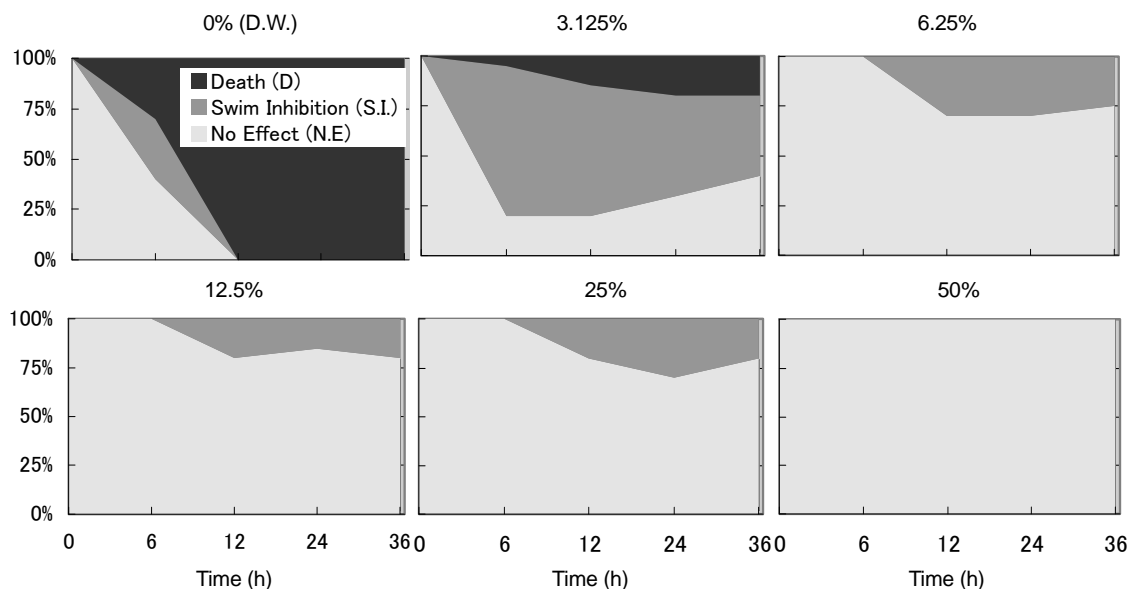 0% (D.W.)
3.125%
6.25%
100%
75%
50%
25%
0%
Death (D)
Swim Inhibition (S.I.)
No Effect (N.E)
12.5%
25%
50%
100%
75%
50%
25%
0%
0 6 12 24 36
0 6 12 24 36
0 6 12 24 36
Time (h)
Time (h)
Time (h)